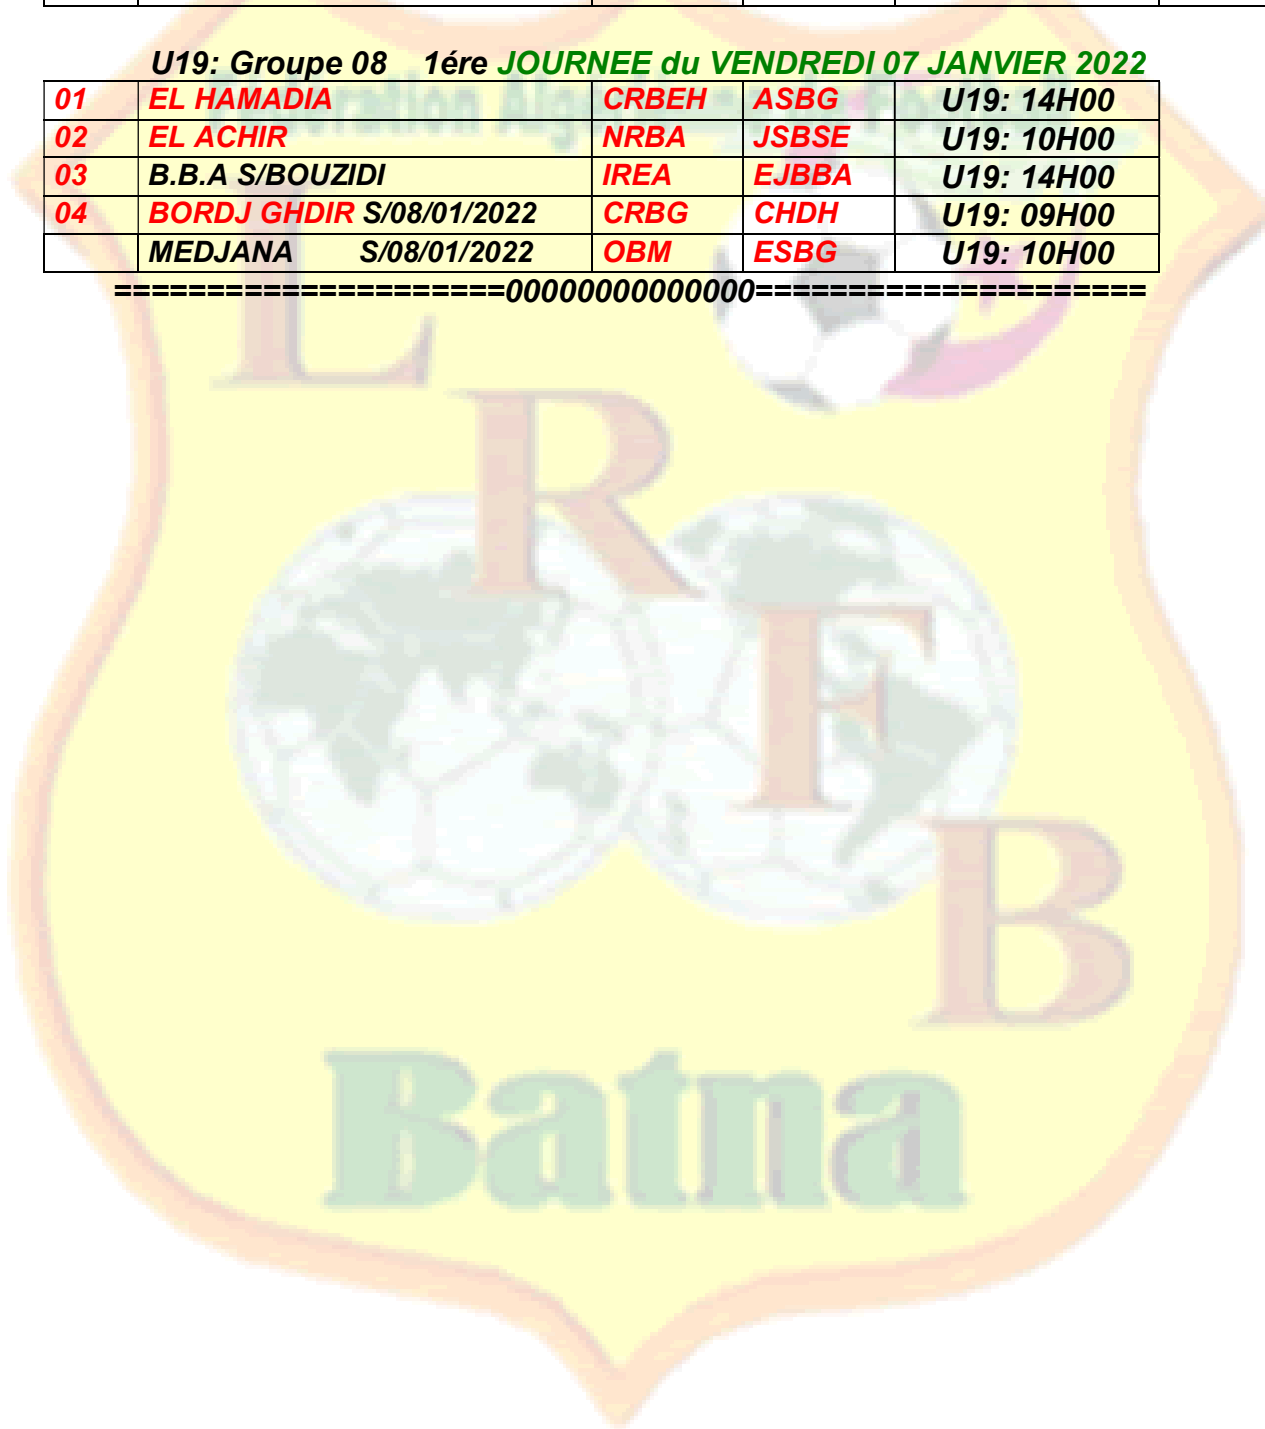 U19: Groupe 08 1ére JOURNEE du VENDREDI 07 JANVIER 2022
01 EL HAMADIA CRBEH ASBG U19: 14H00
02 EL ACHIR NRBA JSBSE U19: 10H00
03 B.B.A S/BOUZIDI IREA EJBBA U19: 14H00
04 BORDJ GHDIR S/08/01/2022 CRBG CHDH U19: 09H00
MEDJANA S/08/01/2022 OBM ESBG U19: 10H00
=====================00000000000000=====================
L
R
F
B
Batna